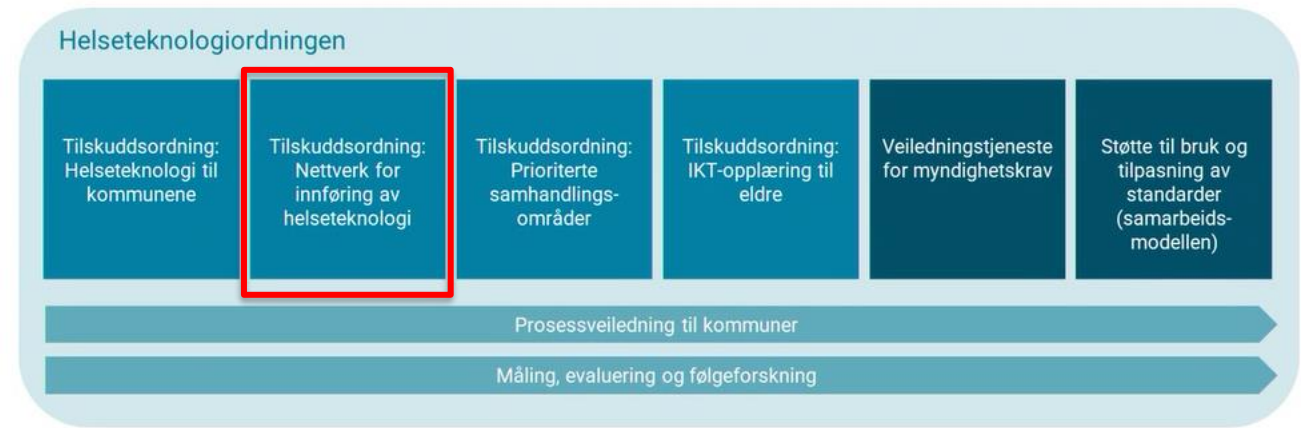 Helseteknologiordningen
Tilskuddsordning:
Helseteknologi til
kommunene
Tilskuddsordning:
Nettverk for
innføring av
helseteknologi
Tilskuddsordning:
Prioriterte
samhandlings-
områder
Tilskuddsordning:
IKT-opplæring til
eldre
Veiledningstjeneste
for myndighetskrav
Støtte til bruk og
tilpasning av
standarder
(samarbeids-
modellen)
Prosessveiledning til kommuner
Måling, evaluering og følgeforskning